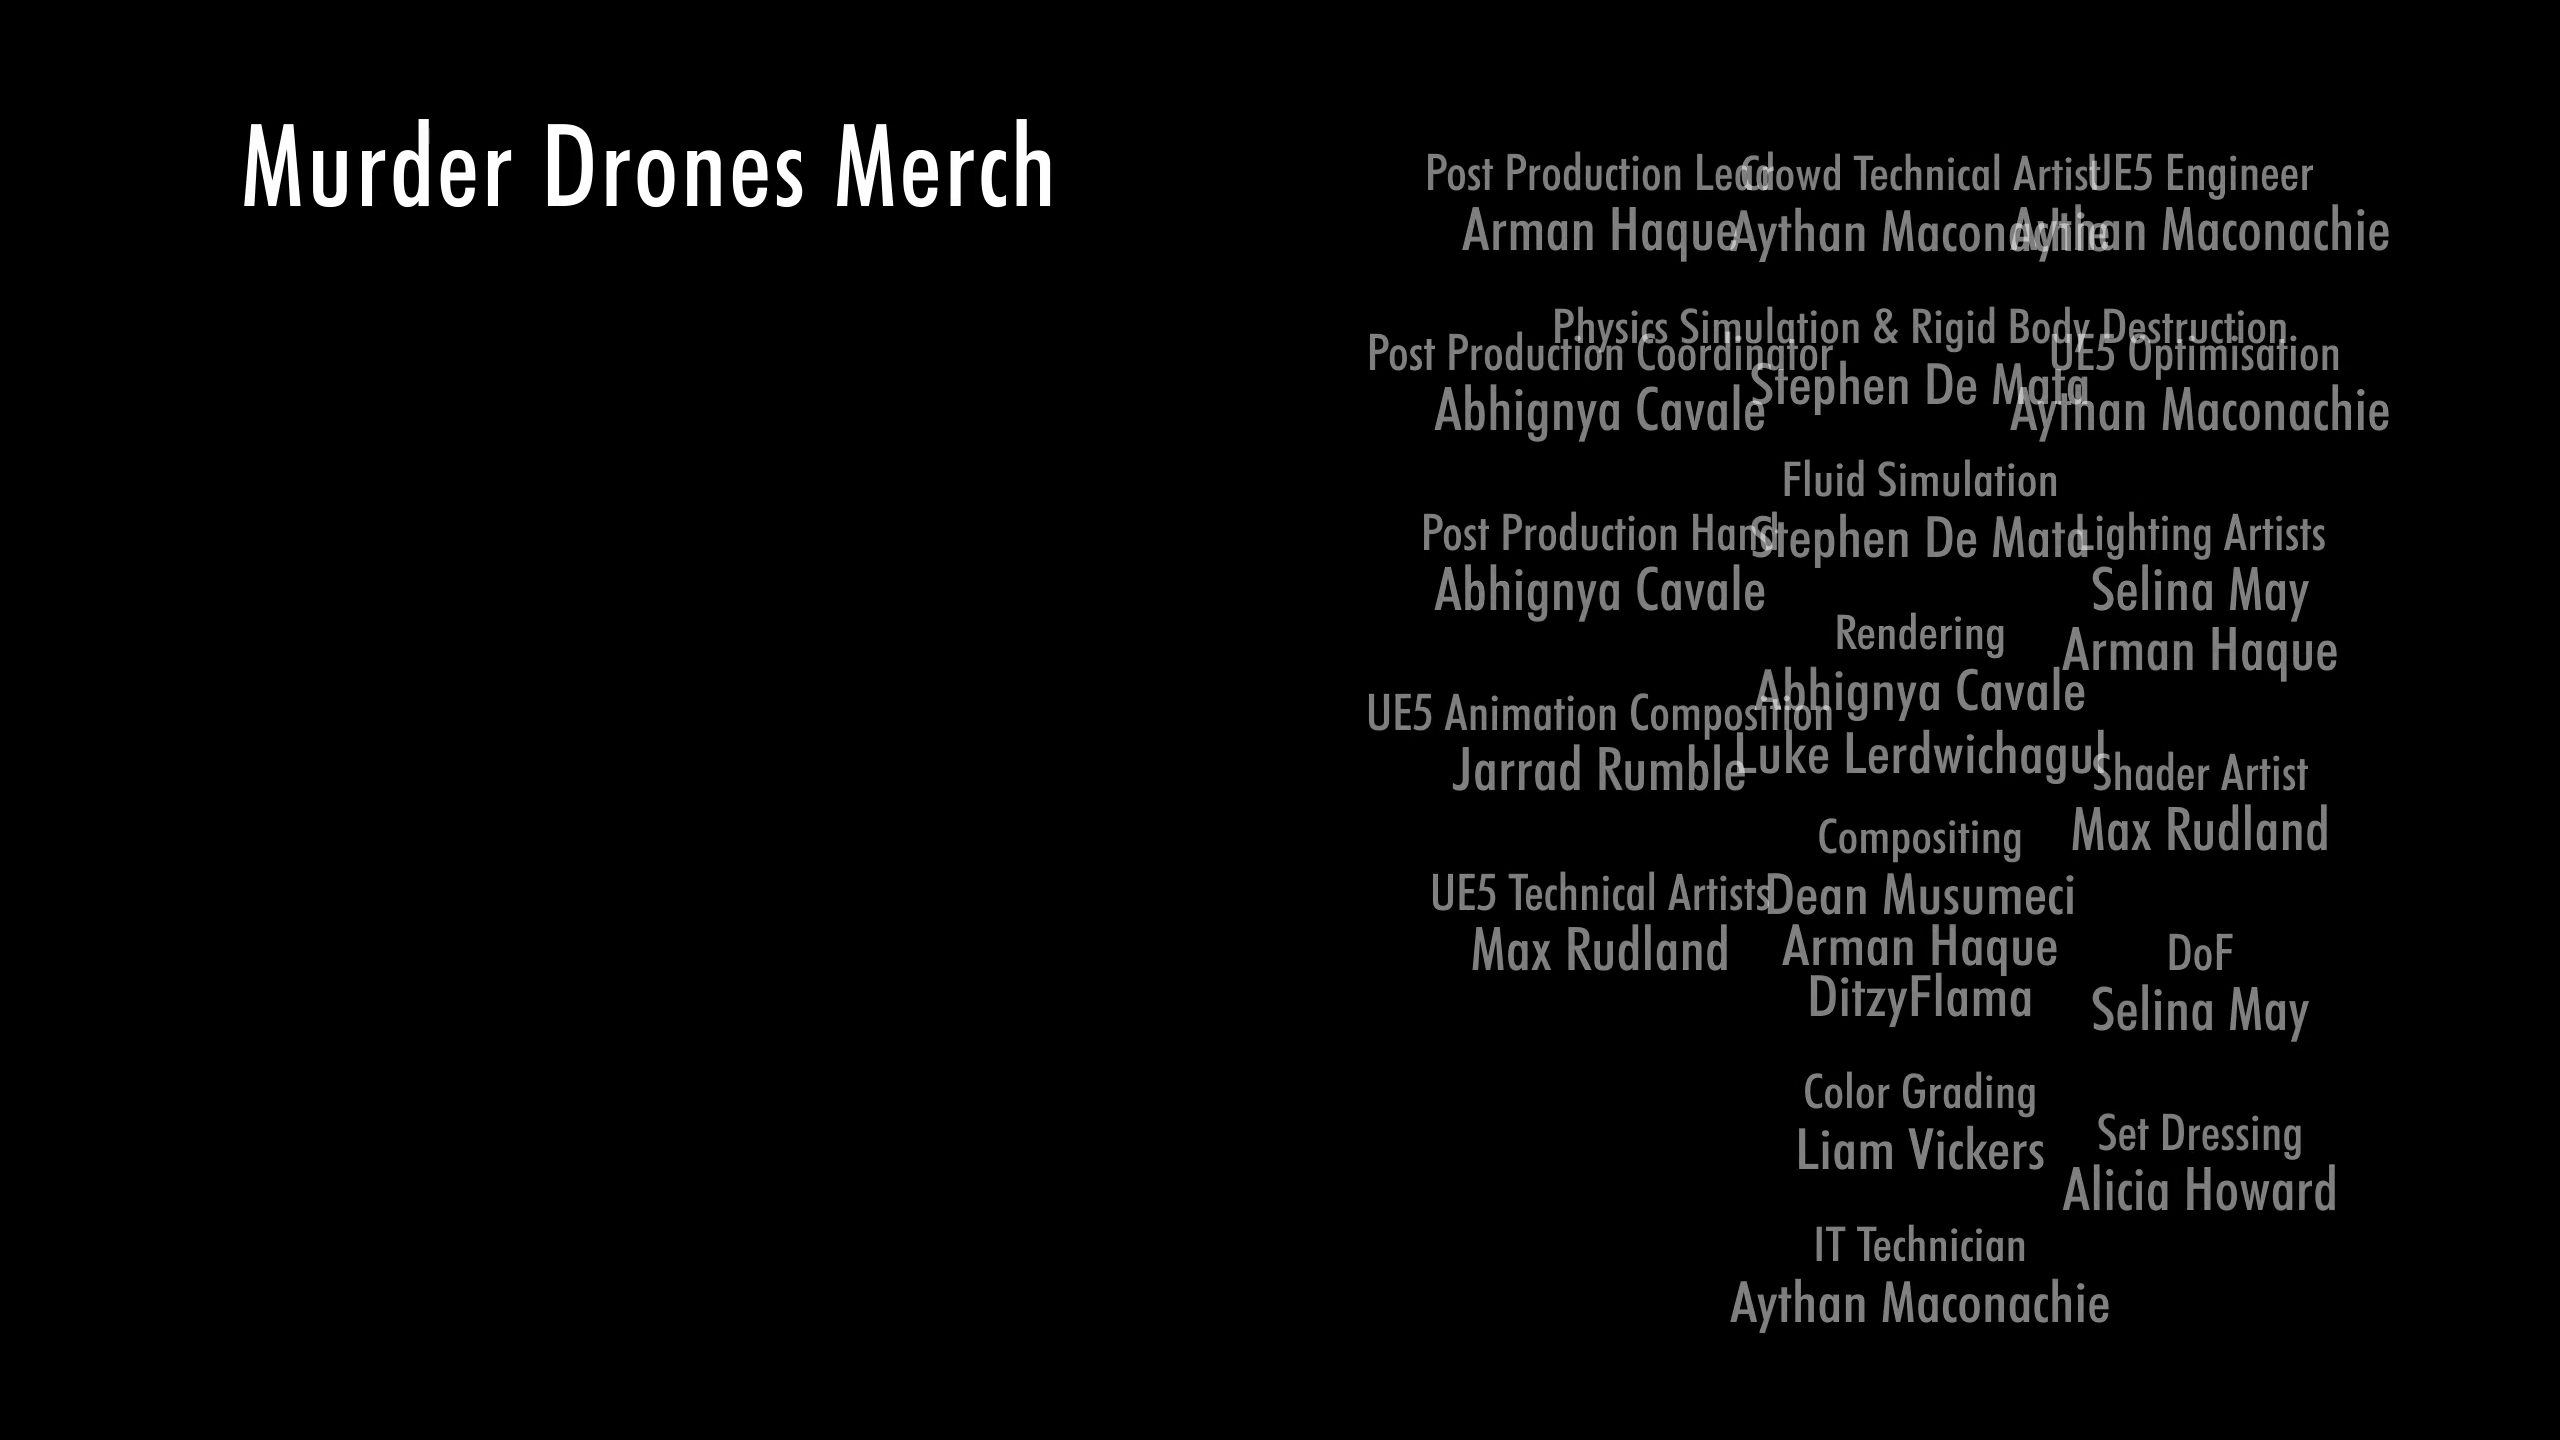 Murder Drones Merch
Post Production Lead
Arman Haque
Post Production Coordinator
Abhignya Cavale
Post Production Hand
Abhignya Cavale
UE5 Animation Composition
Jarrad Rumble
UE5 Technical Artists
Max Rudland
Crowd Technical Artist
Aythan Maconachie
Physics Simulation & Rigid Body Destruction
Stephen De Mata
Fluid Simulation
Stephen De Mata
Rendering
Abhignya Cavale
Luke Lerdwichagul
Compositing
Dean Musumeci
Arman Haque
DitzyFlama
Color Grading
Liam Vickers
IT Technician
Aythan Maconachie
UE5 Engineer
Aythan Maconachie
UE5 Optimisation
Aythan Maconachie
Lighting Artists
Selina May
Arman Haque
Shader Artist
Max Rudland
DoF
Selina May
Set Dressing
Alicia Howard